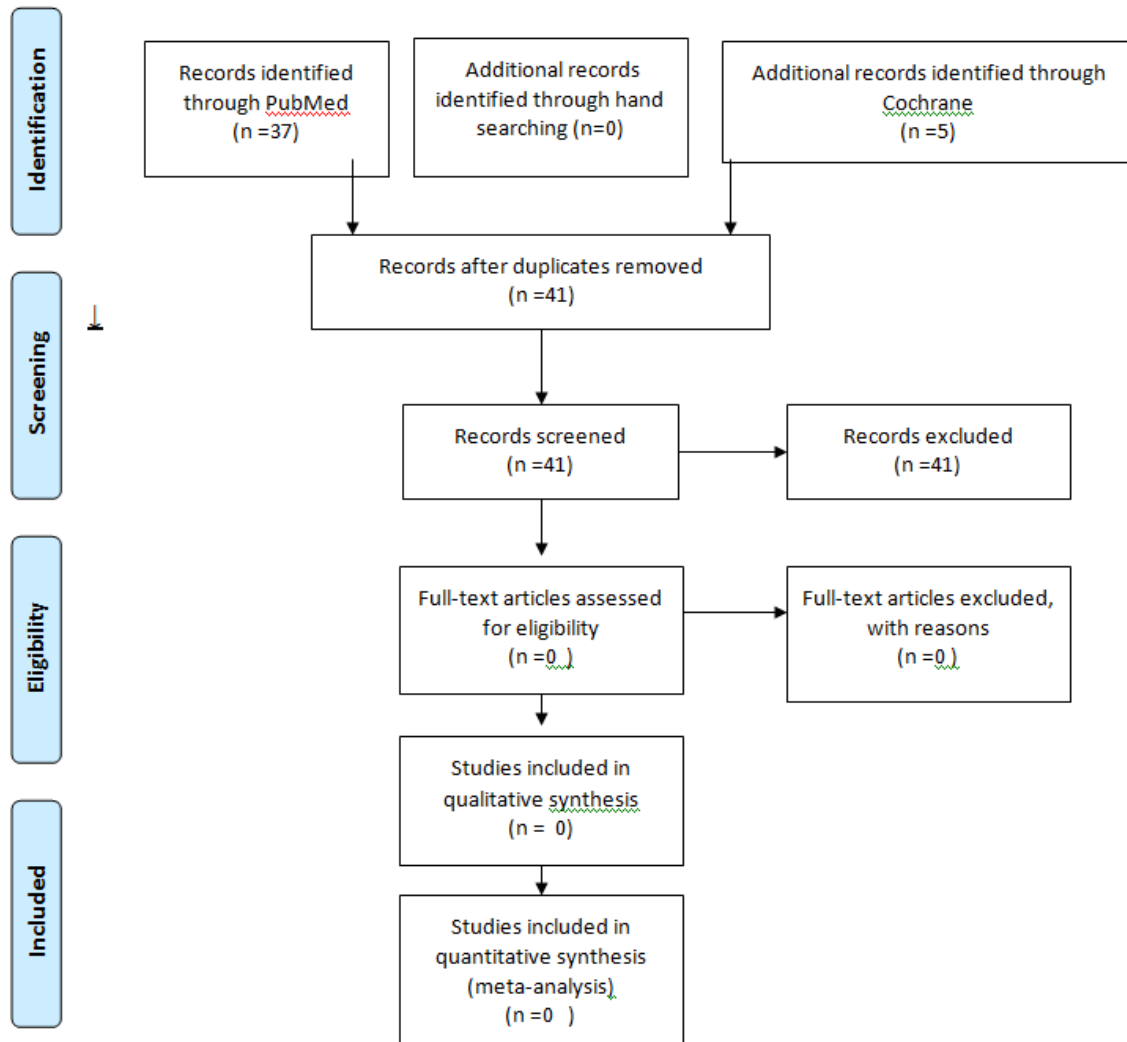 Identification
Records identified
through PubMed
(n =37)
Additional records
identified through hand
searching (n=0)
Additional records identified through
Cochrane
(n =5)
Records after duplicates removed
(n =41)
Screening
Records screened
(n =41)
Records excluded
(n =41)
Eligibility
Full-text articles assessed
for eligibility
(n =0 )
Full-text articles excluded,
with reasons
(n =0 )
Included
Studies included in
qualitative synthesis
(n = 0)
Studies included in
quantitative synthesis
(meta-analysis)
(n =0 )